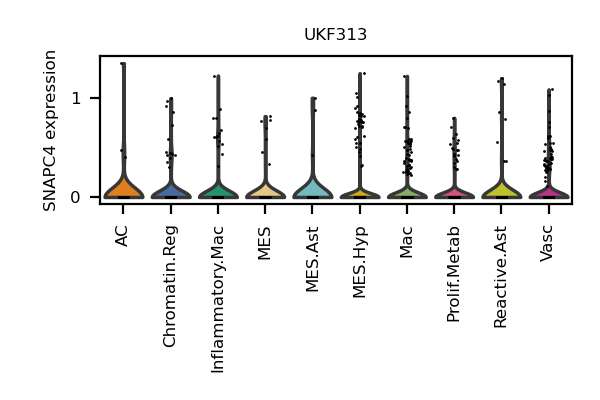 UKF313
SNAPC4 expression
1
0
AC
Chromatin.Reg
Inflammatory.Mac
MES
MES.Ast
MES.Hyp
Mac
Prolif.Metab
Reactive.Ast
Vasc